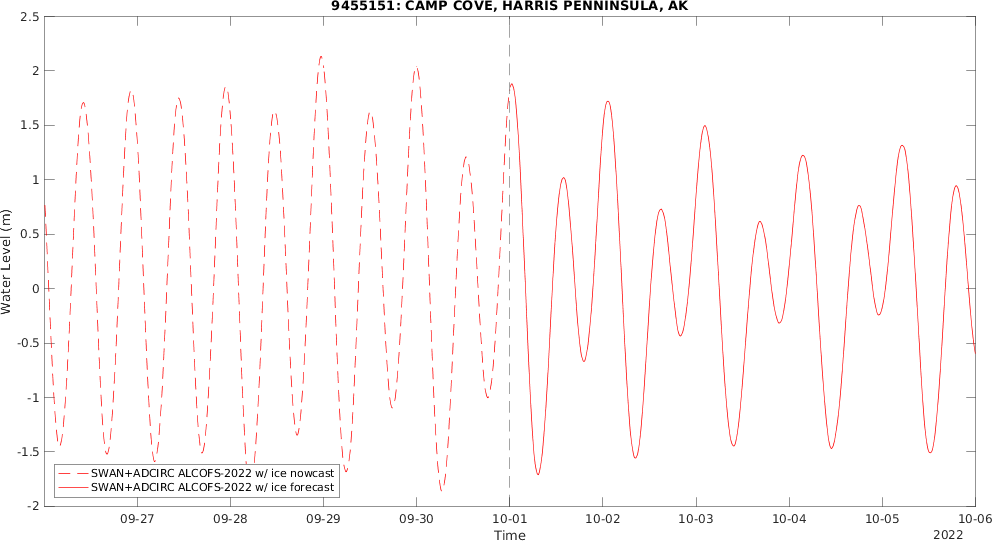 9455151: CAMP COVE, HARRIS PENNINSULA, AK
2.5
2
1.5
1
0.5
0
-0.5
-1
-1.5
-2
Water Level (m)
SWAN+ADCIRC ALCOFS-2022 w/ ice nowcast
SWAN+ADCIRC ALCOFS-2022 w/ ice forecast
09-27 09-28 09-29 09-30 10-01 10-02 10-03 10-04 10-05 10-06
Time
2022